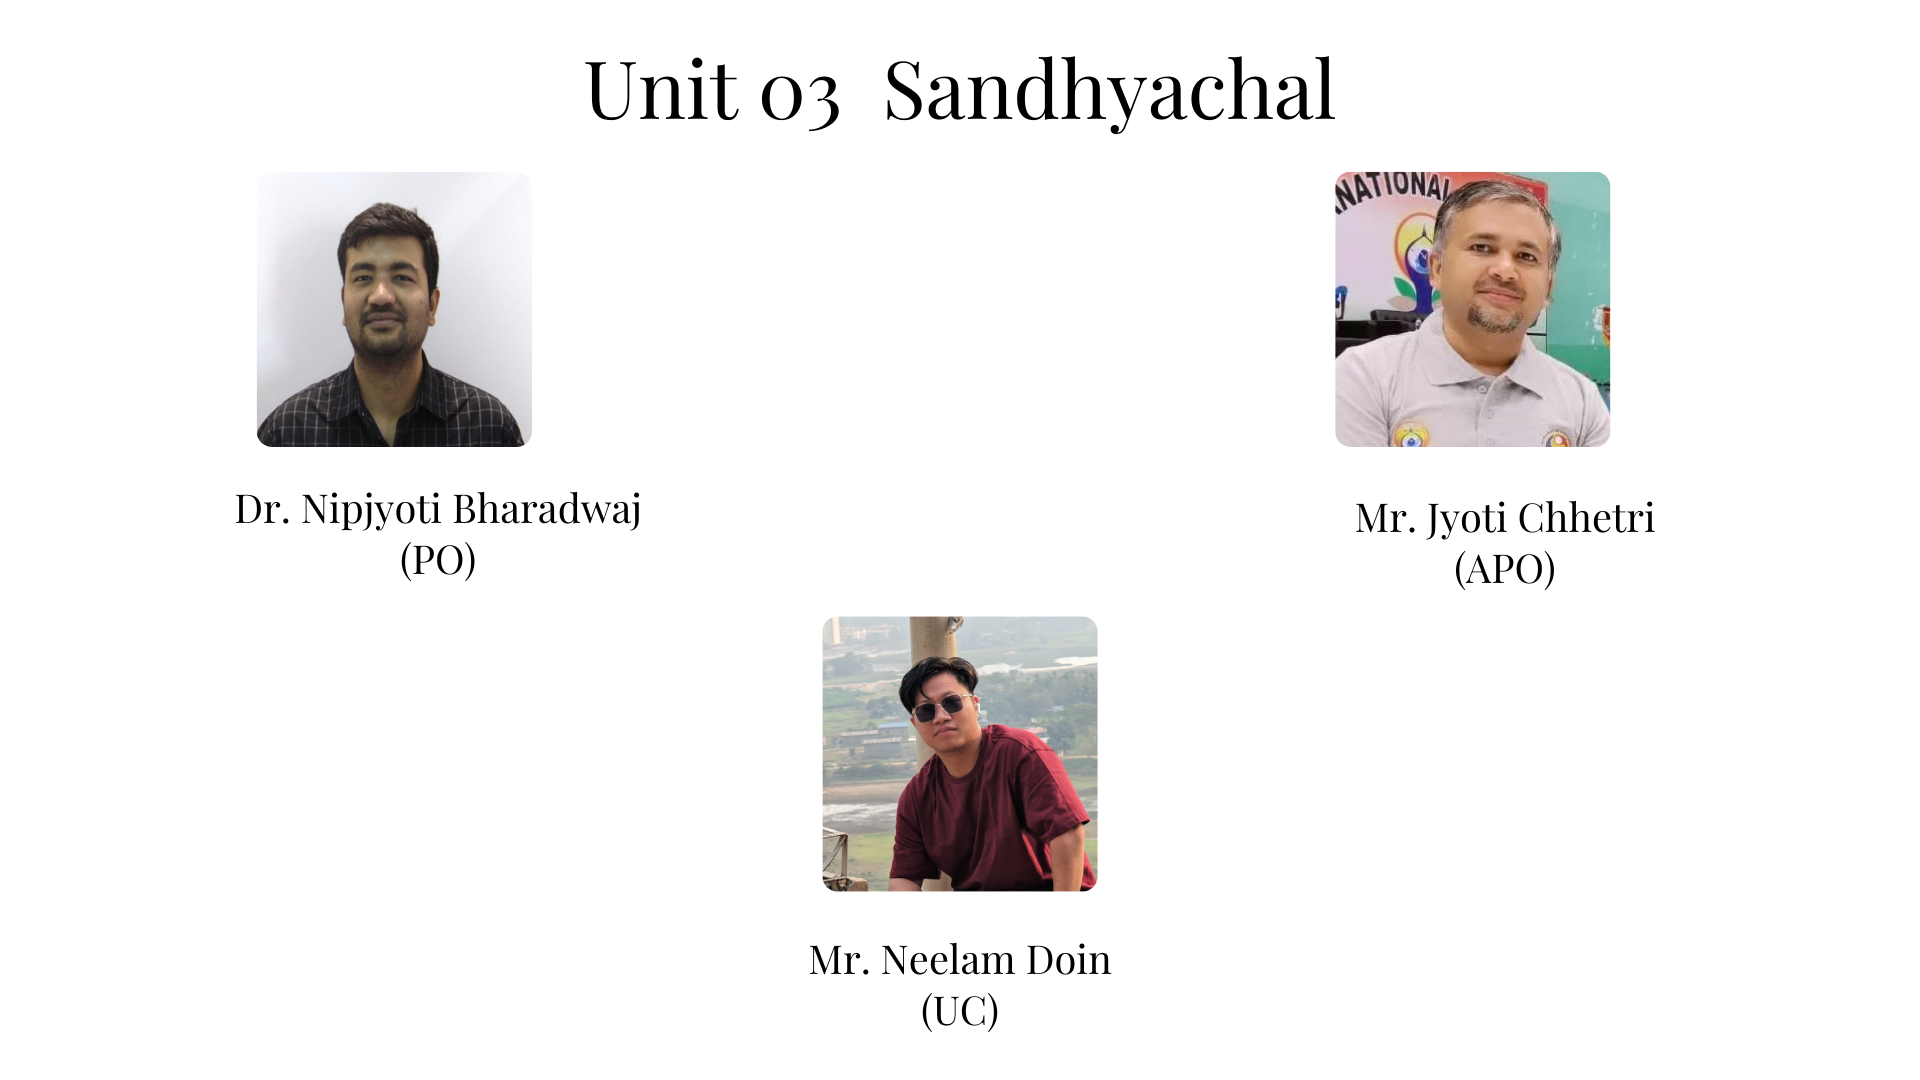 Unit 03 Sandhyachal
NATIONAL
Dr. Nipjyoti Bharadwaj
(PO)
Mr. Jyoti Chhetri
(APO)
Mr. Neelam Doin
(UC)